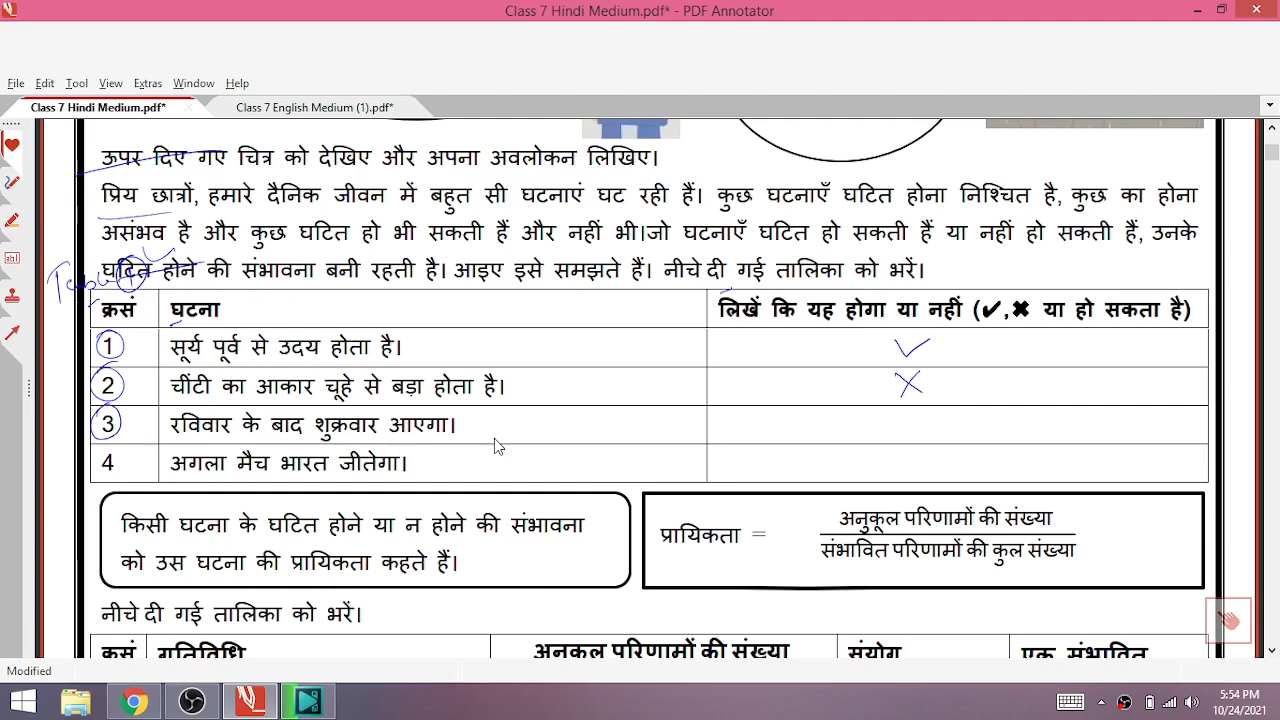 Class 7 Hindi Medium.pdf* - PDF Annotator
File Edit Tool View Extras Window Help
Class 7 Hindi Medium.pdf* Class 7 English Medium (1).pdf*
ऊपर दिए गए चित्र को देखिए और अपना अवलोकन लिखिए।
प्रिय छात्रों, हमारे दैनिक जीवन में बहुत सी घटनाएं घट रही हैं। कुछ घटनाएँ घटित होना निश्चित है, कुछ का होना
असंभव है और कुछ घटित हो भी सकती हैं और नहीं भी।जो घटनाएँ घटित हो सकती हैं या नहीं हो सकती हैं, उनके
घटित होने की संभावना बनी रहती है। आइए इसे समझते हैं। नीचे दी गई तालिका को भरें।
क्रसं घटना लिखें कि यह होगा या नहीं (✔,✖ या हो सकता है)
1 सूर्य पूर्व से उदय होता है। ✓
2 चींटी का आकार चूहे से बड़ा होता है। ✗
3 रविवार के बाद शुक्रवार आएगा।
4 अगला मैच भारत जीतेगा।
किसी घटना के घटित होने या न होने की संभावना
को उस घटना की प्रायिकता कहते हैं।
प्रायिकता = अनुकूल परिणामों की संख्या
संभावित परिणामों की कुल संख्या
नीचे दी गई तालिका को भरें।
क्रसं गतिविधि अनुकूल परिणामों की संख्या संयोग एक संभावित
Modified
5:54 PM
10/24/2021